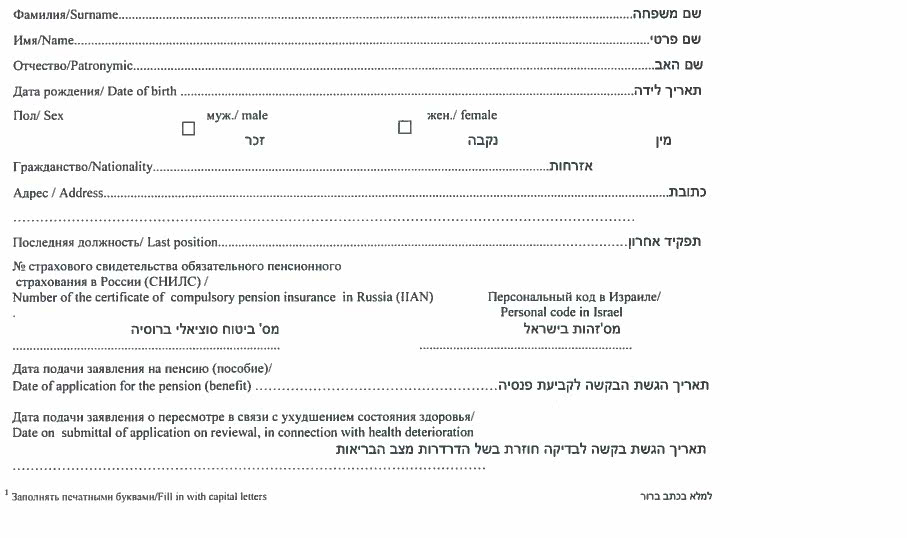 Фамилия/Surname.......................................................שם משפחה
Имя/Name.......................................................שם פרטי
Отчество/Patronymic.......................................................שם האב
Дата рождения/ Date of birth .......................................................תאריך לידה
Пол/ Sex муж./ male жен./ female
זכר נקבה מין
Гражданство/Nationality.......................................................אזרחות
Адрес / Address.......................................................כתובת
.......................................................
Последняя должность/ Last position.......................................................תפקיד אחרון
№ страхового свидетельства обязательного пенсионного
страхования в России (СНИЛС) /
Number of the certificate of compulsory pension insurance in Russia (IIAN) Персональный код в Израиле/
. Personal code in Israel
מס' ביטוח סוציאלי ברוסיה מס'זהות בישראל
....................................................... .......................................................
Дата подачи заявления на пенсию (пособие)/
Date of application for the pension (benefit) .......................................................תאריך הגשת הבקשה לקביעת פנסיה
Дата подачи заявления о пересмотре в связи с ухудшением состояния здоровья/
Date on submittal of application on reviewal, in connection with health deterioration
תאריך הגשת בקשה לבדיקה חוזרת בשל הדרדרות מצב הבריאות
.......................................................
1 Заполнять печатными буквами/Fill in with capital letters למלא בכתב ברור